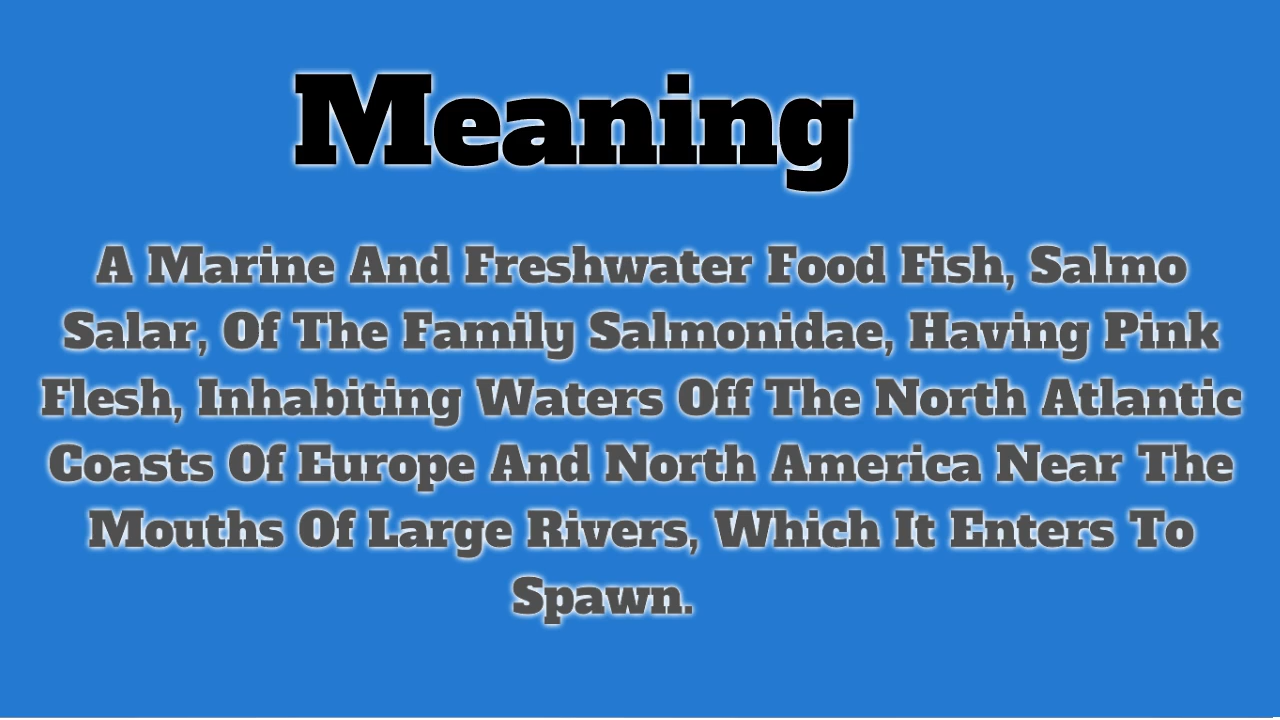 Meaning
A Marine And Freshwater Food Fish, Salmo
Salar, Of The Family Salmonidae, Having Pink
Flesh, Inhabiting Waters Off The North Atlantic
Coasts Of Europe And North America Near The
Mouths Of Large Rivers, Which It Enters To
Spawn.